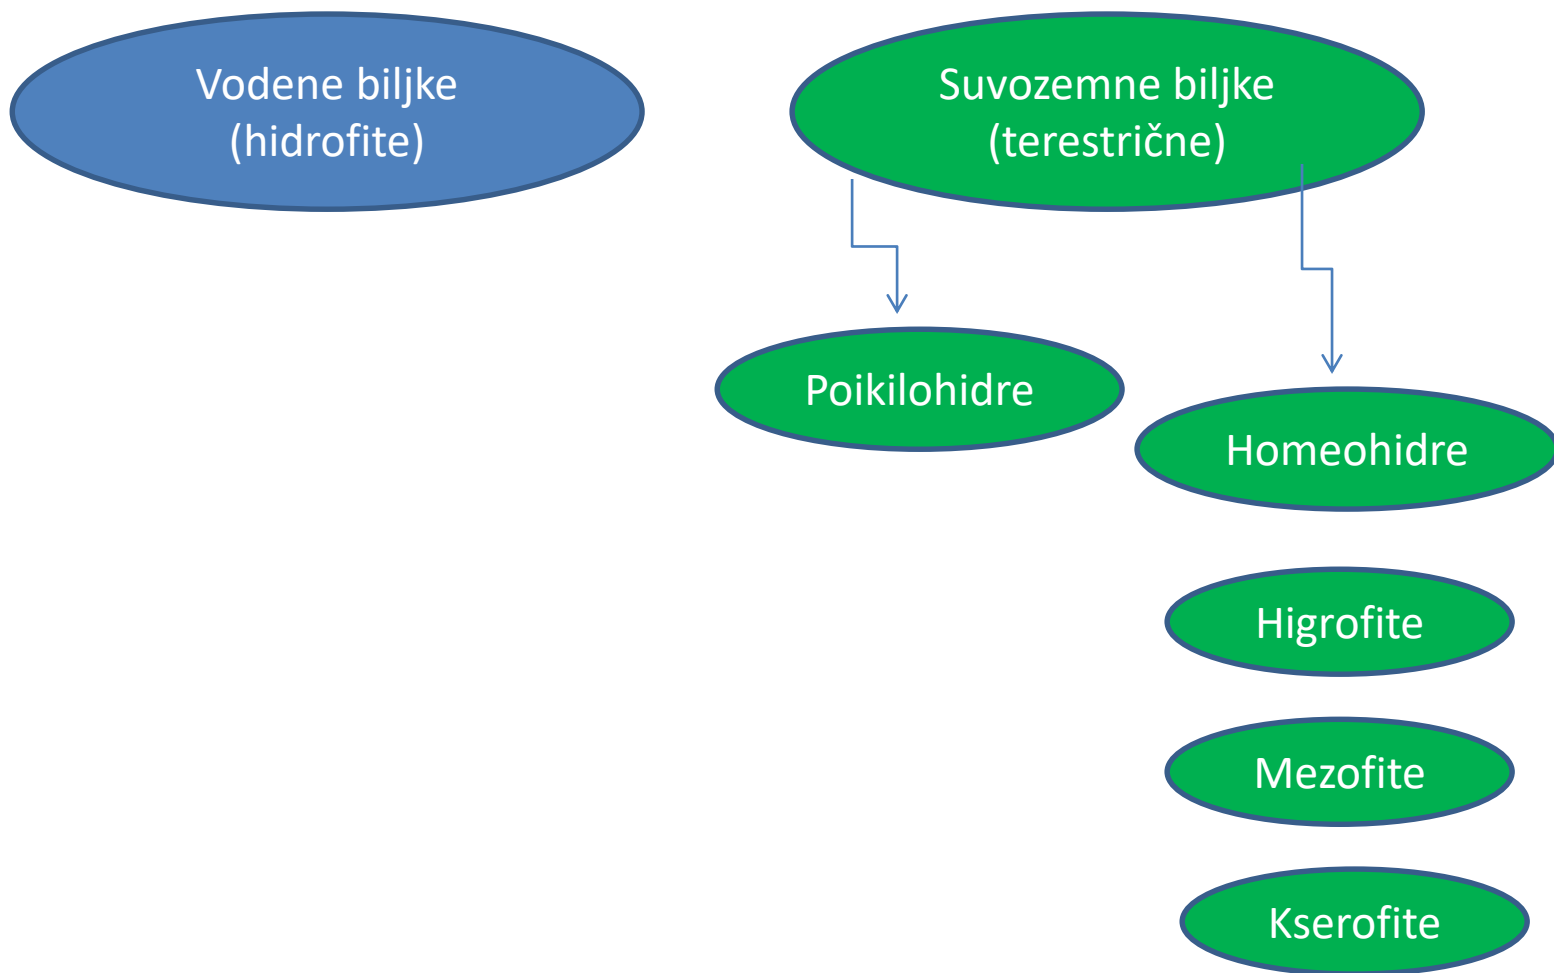 Vodene biljke
(hidrofite)
Suvozemne biljke
(terestrične)
Poikilohidre
Homeohidre
Higrofite
Mezofite
Kserofite